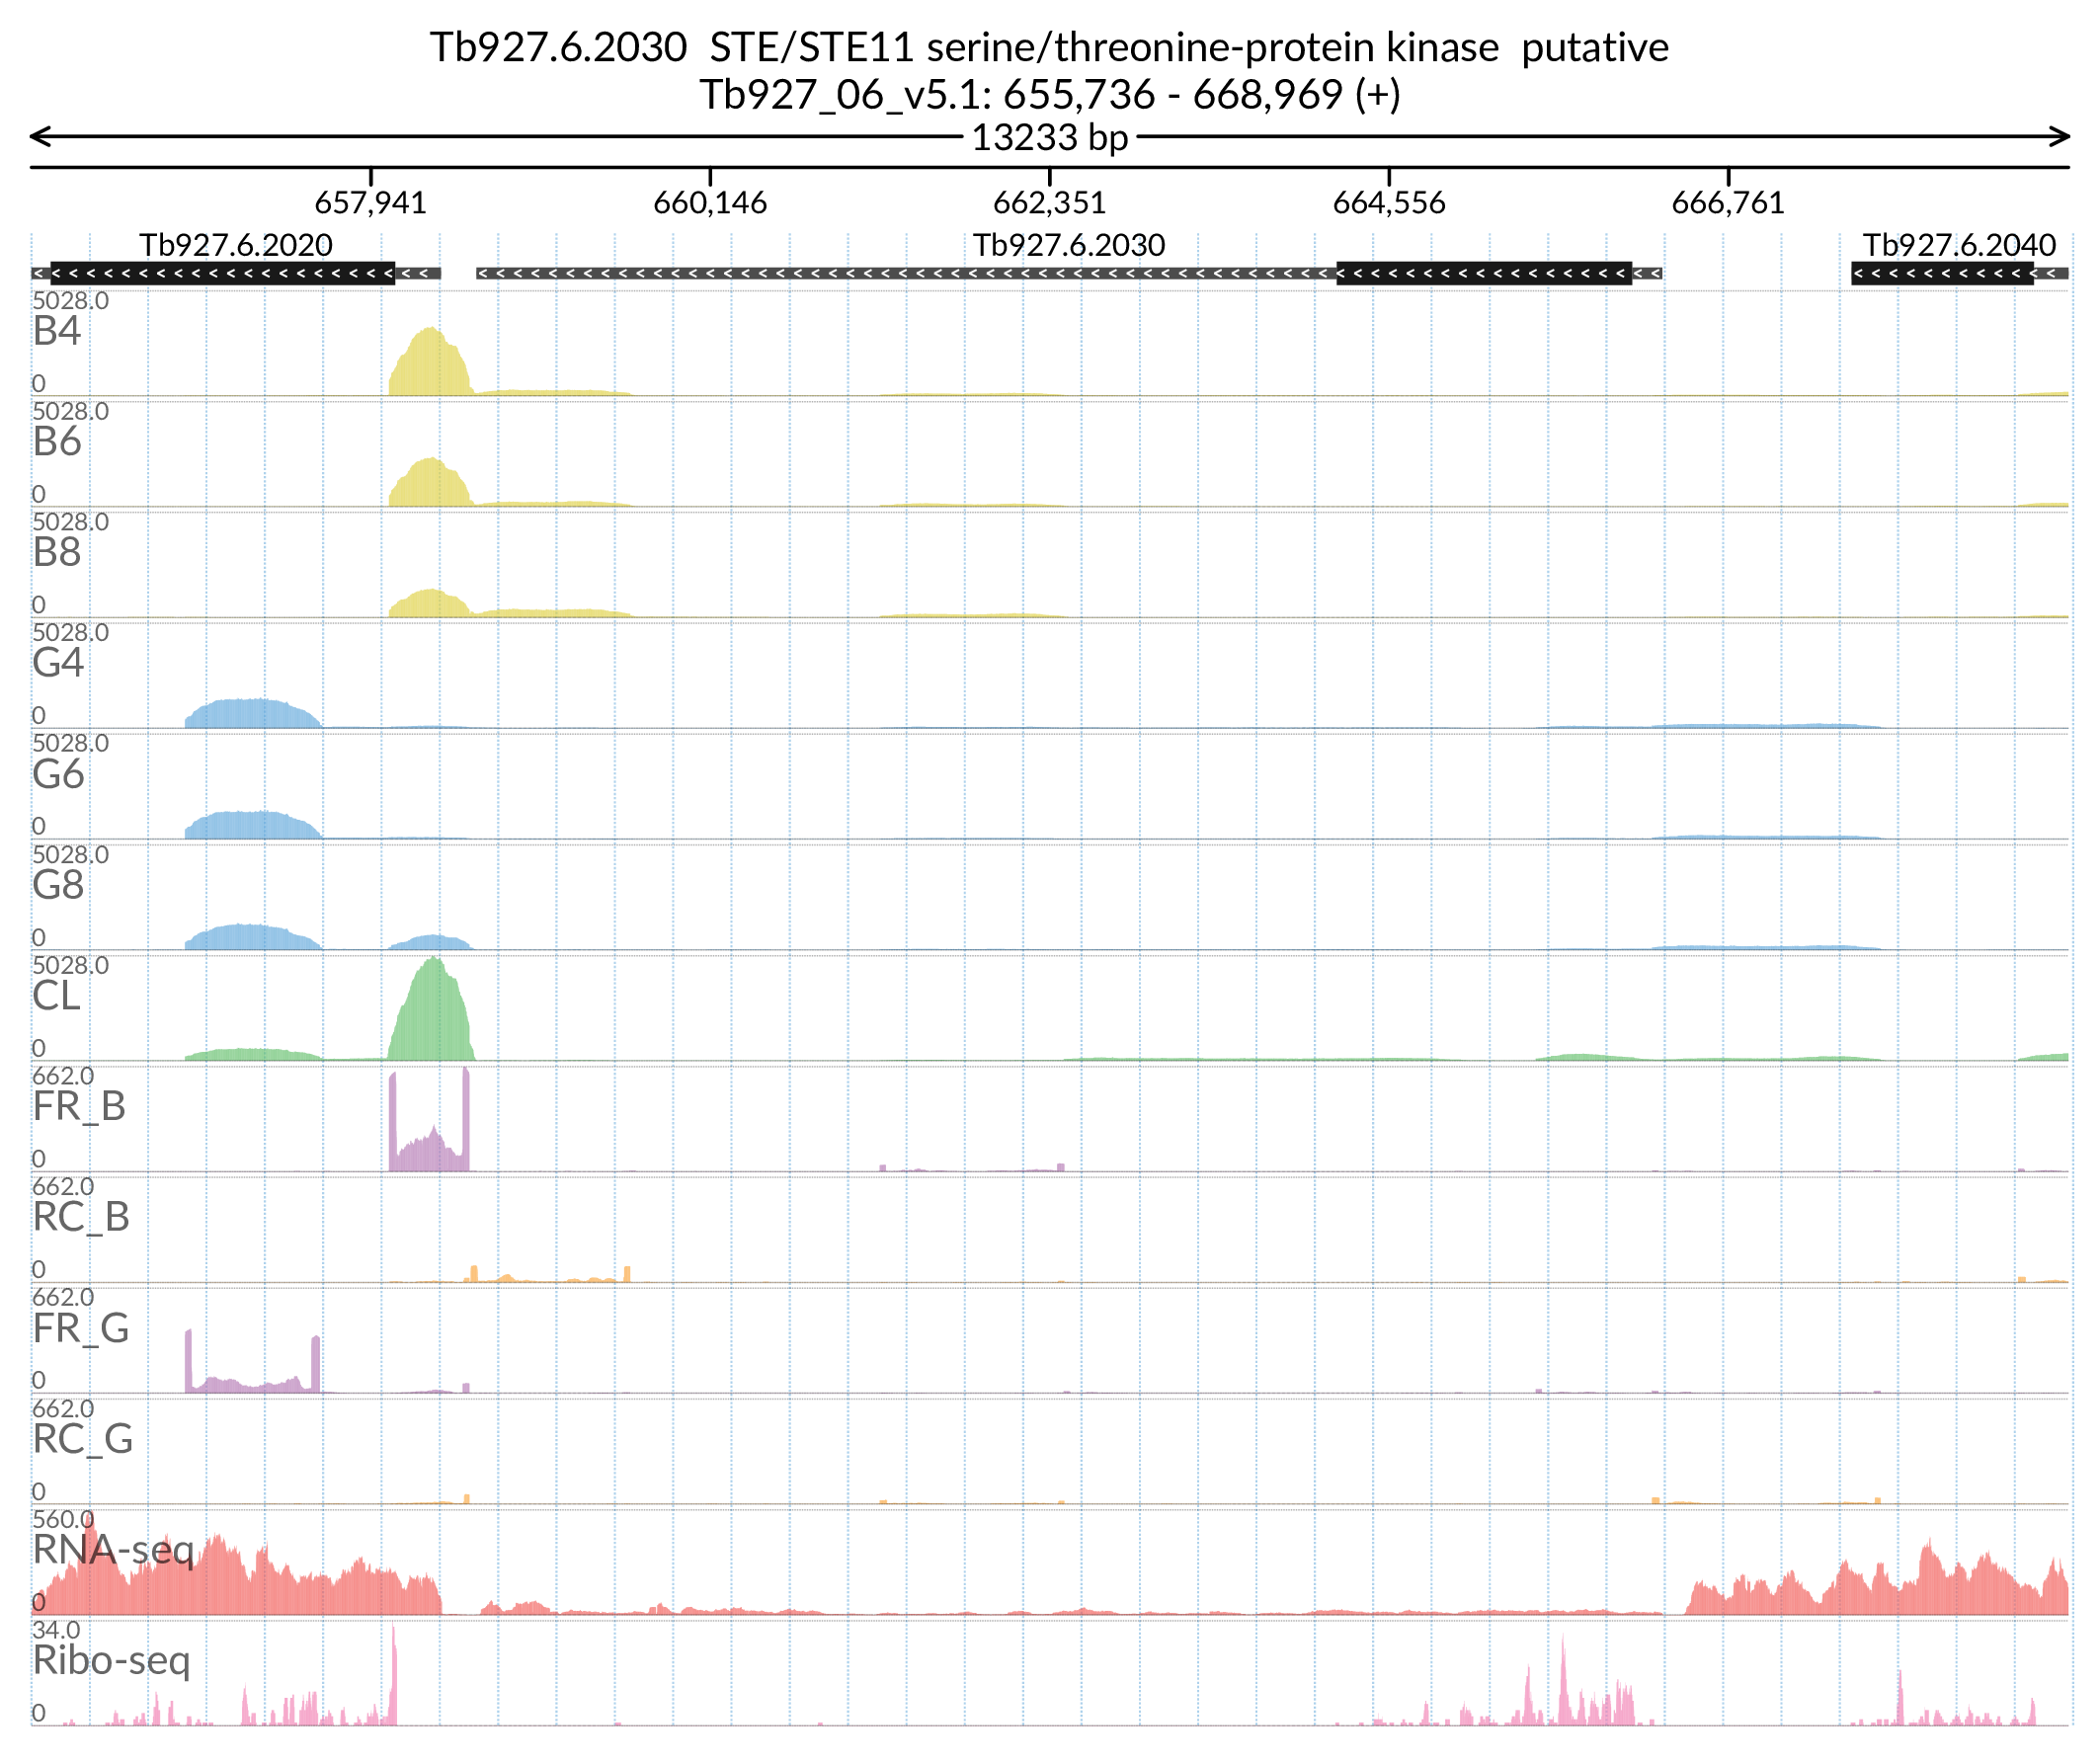 Tb927.6.2030  STE/STE11 serine/threonine-protein kinase  putative
Tb927_06_v5.1: 655,736 - 668,969 (+)
13233 bp
657,941 660,146 662,351 664,556 666,761
Tb927.6.2020 Tb927.6.2030 Tb927.6.2040
5028.0
B4
0
5028.0
B6
0
5028.0
B8
0
5028.0
G4
0
5028.0
G6
0
5028.0
G8
0
5028.0
CL
0
662.0
FR_B
0
662.0
RC_B
0
662.0
FR_G
0
662.0
RC_G
0
560.0
RNA-seq
0
34.0
Ribo-seq
0